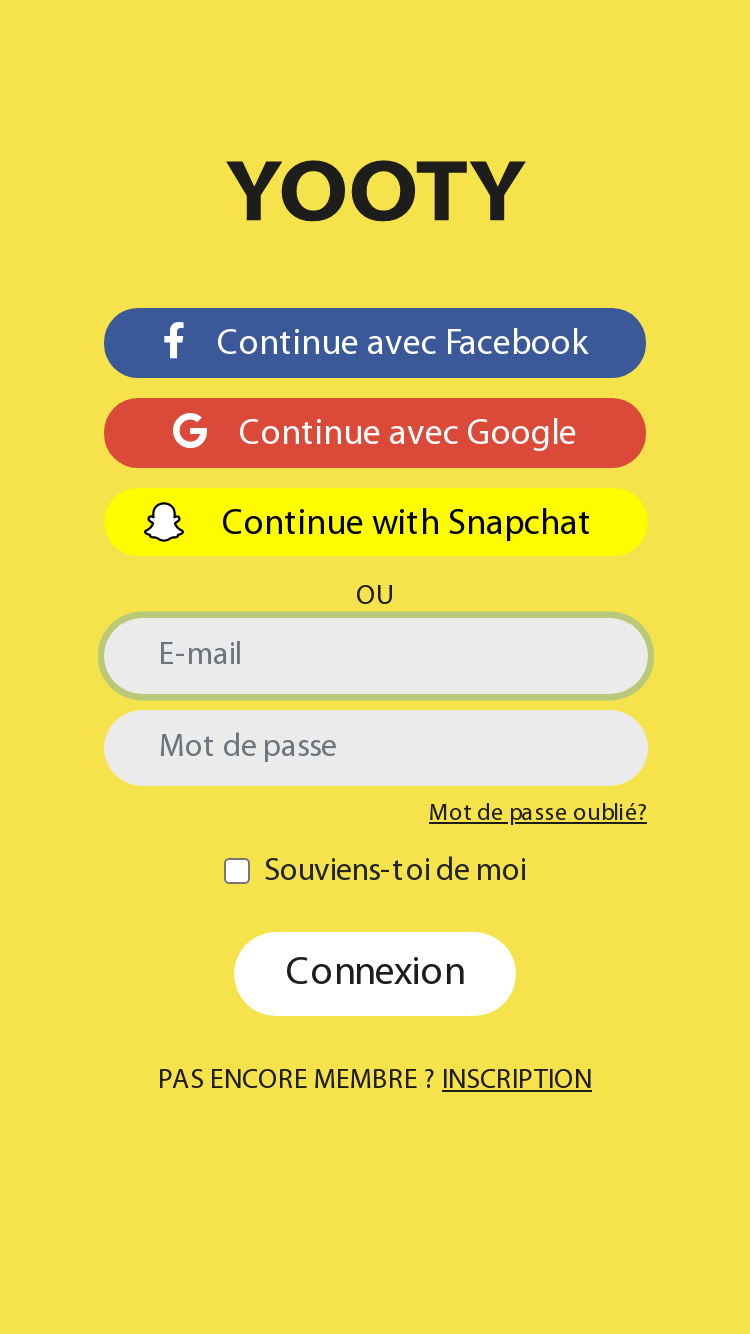 YOOTY
Continue avec Facebook
Continue avec Google
Continue with Snapchat
OU
E-mail
Mot de passe
Mot de passe oublié?
Souviens-toi de moi
Connexion
PAS ENCORE MEMBRE ? INSCRIPTION